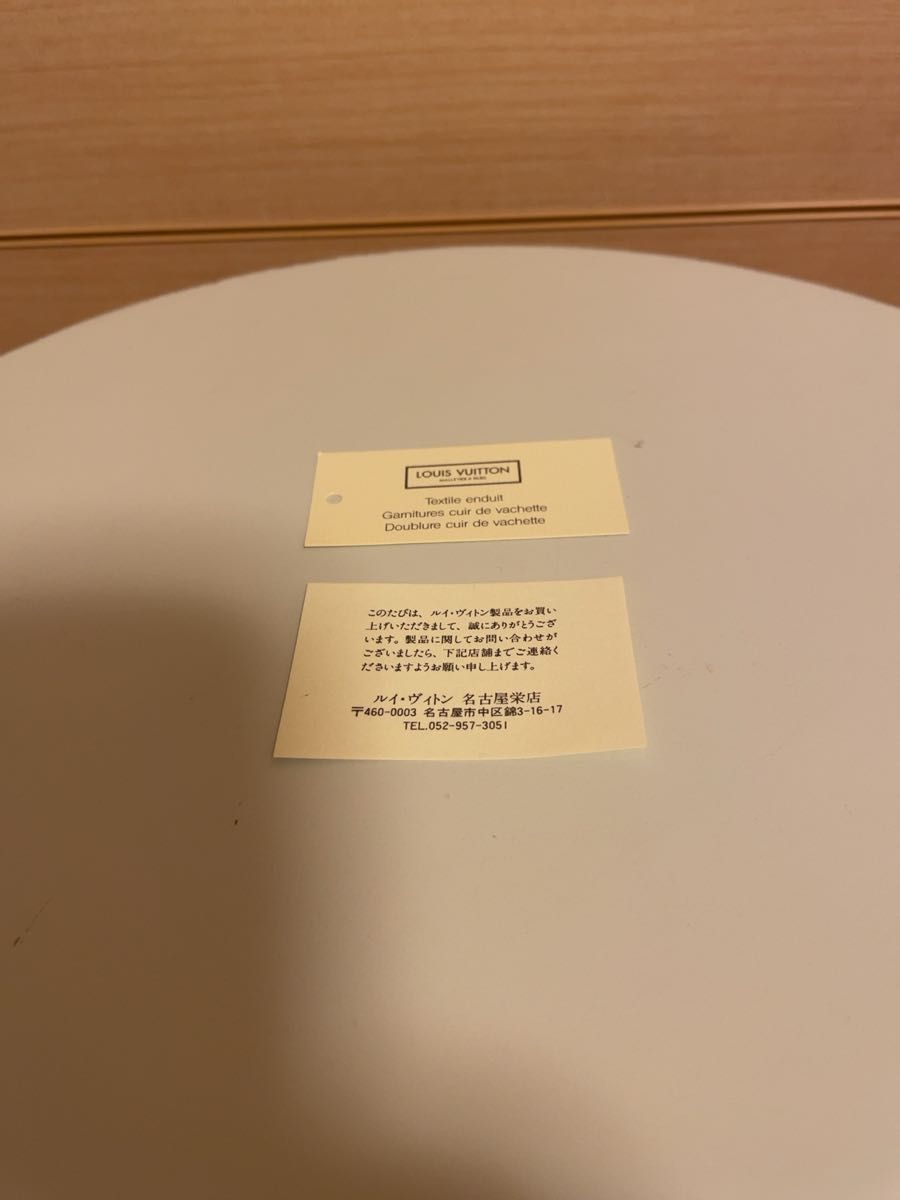 LOUIS VUITTON
MALLETIER A PARIS
Textile enduit
Garnitures cuir de vachette
Doublure cuir de vachette
このたびは、ルイ・ヴィトン製品をお買い
上げいただきまして、誠にありがとうござ
います。製品に関してお問い合わせが
ございましたら、下記店舗までご連絡く
ださいますようお願い申し上げます。
ルイ・ヴィトン 名古屋栄店
〒460-0003 名古屋市中区錦3-16-17
TEL.052-957-3051